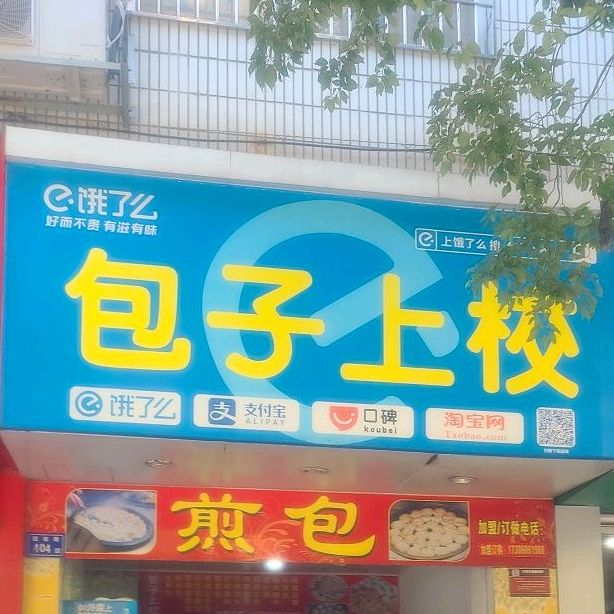 饿了么
好而不贵 有滋有味
上饿了么 搜
包子上校
饿了么
支付宝
ALIPAY
口碑
koubei
淘宝网
Taobao.com
煎包
加盟/订做电话
104